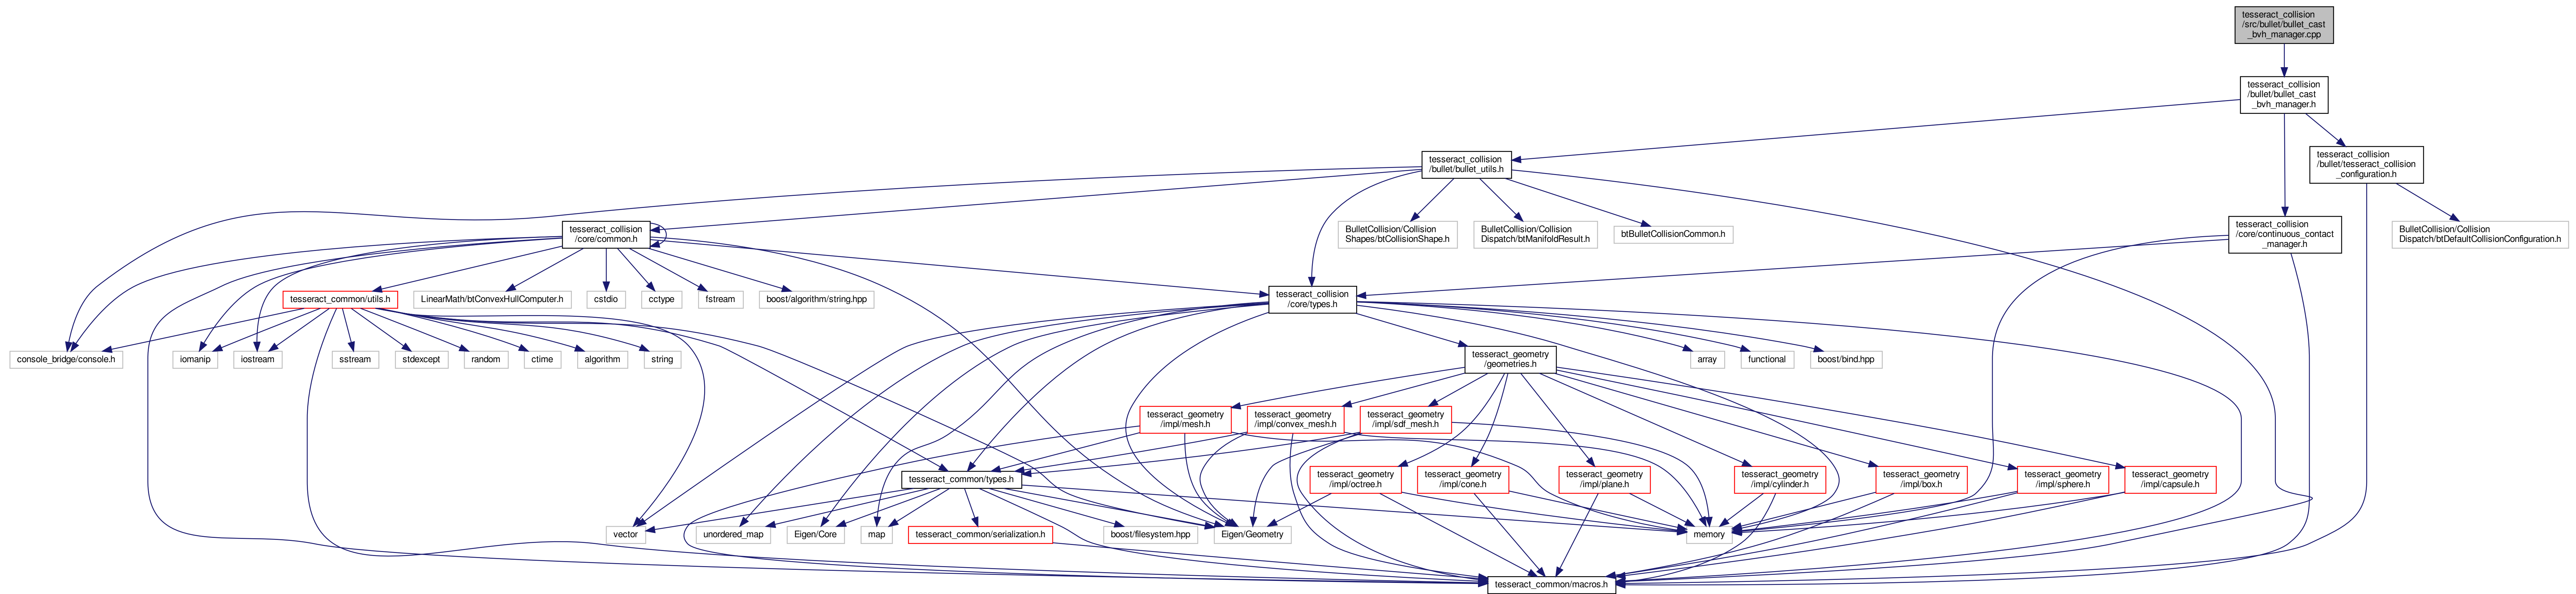 tesseract_collision
/src/bullet/bullet_cast
_bvh_manager.cpp
tesseract_collision
/bullet/bullet_cast
_bvh_manager.h
tesseract_collision
/bullet/bullet_utils.h
tesseract_collision
/bullet/tesseract_collision
_configuration.h
tesseract_collision
/core/common.h
BulletCollision/Collision
Shapes/btCollisionShape.h
BulletCollision/Collision
Dispatch/btManifoldResult.h
btBulletCollisionCommon.h
tesseract_collision
/core/continuous_contact
_manager.h
BulletCollision/Collision
Dispatch/btDefaultCollisionConfiguration.h
tesseract_common/utils.h
LinearMath/btConvexHullComputer.h
cstdio
cctype
fstream
boost/algorithm/string.hpp
tesseract_collision
/core/types.h
console_bridge/console.h
iomanip
iostream
sstream
stdexcept
random
ctime
algorithm
string
tesseract_geometry
/geometries.h
array
functional
boost/bind.hpp
tesseract_geometry
/impl/mesh.h
tesseract_geometry
/impl/convex_mesh.h
tesseract_geometry
/impl/sdf_mesh.h
tesseract_common/types.h
tesseract_geometry
/impl/octree.h
tesseract_geometry
/impl/cone.h
tesseract_geometry
/impl/plane.h
tesseract_geometry
/impl/cylinder.h
tesseract_geometry
/impl/box.h
tesseract_geometry
/impl/sphere.h
tesseract_geometry
/impl/capsule.h
vector
unordered_map
Eigen/Core
map
tesseract_common/serialization.h
boost/filesystem.hpp
Eigen/Geometry
memory
tesseract_common/macros.h